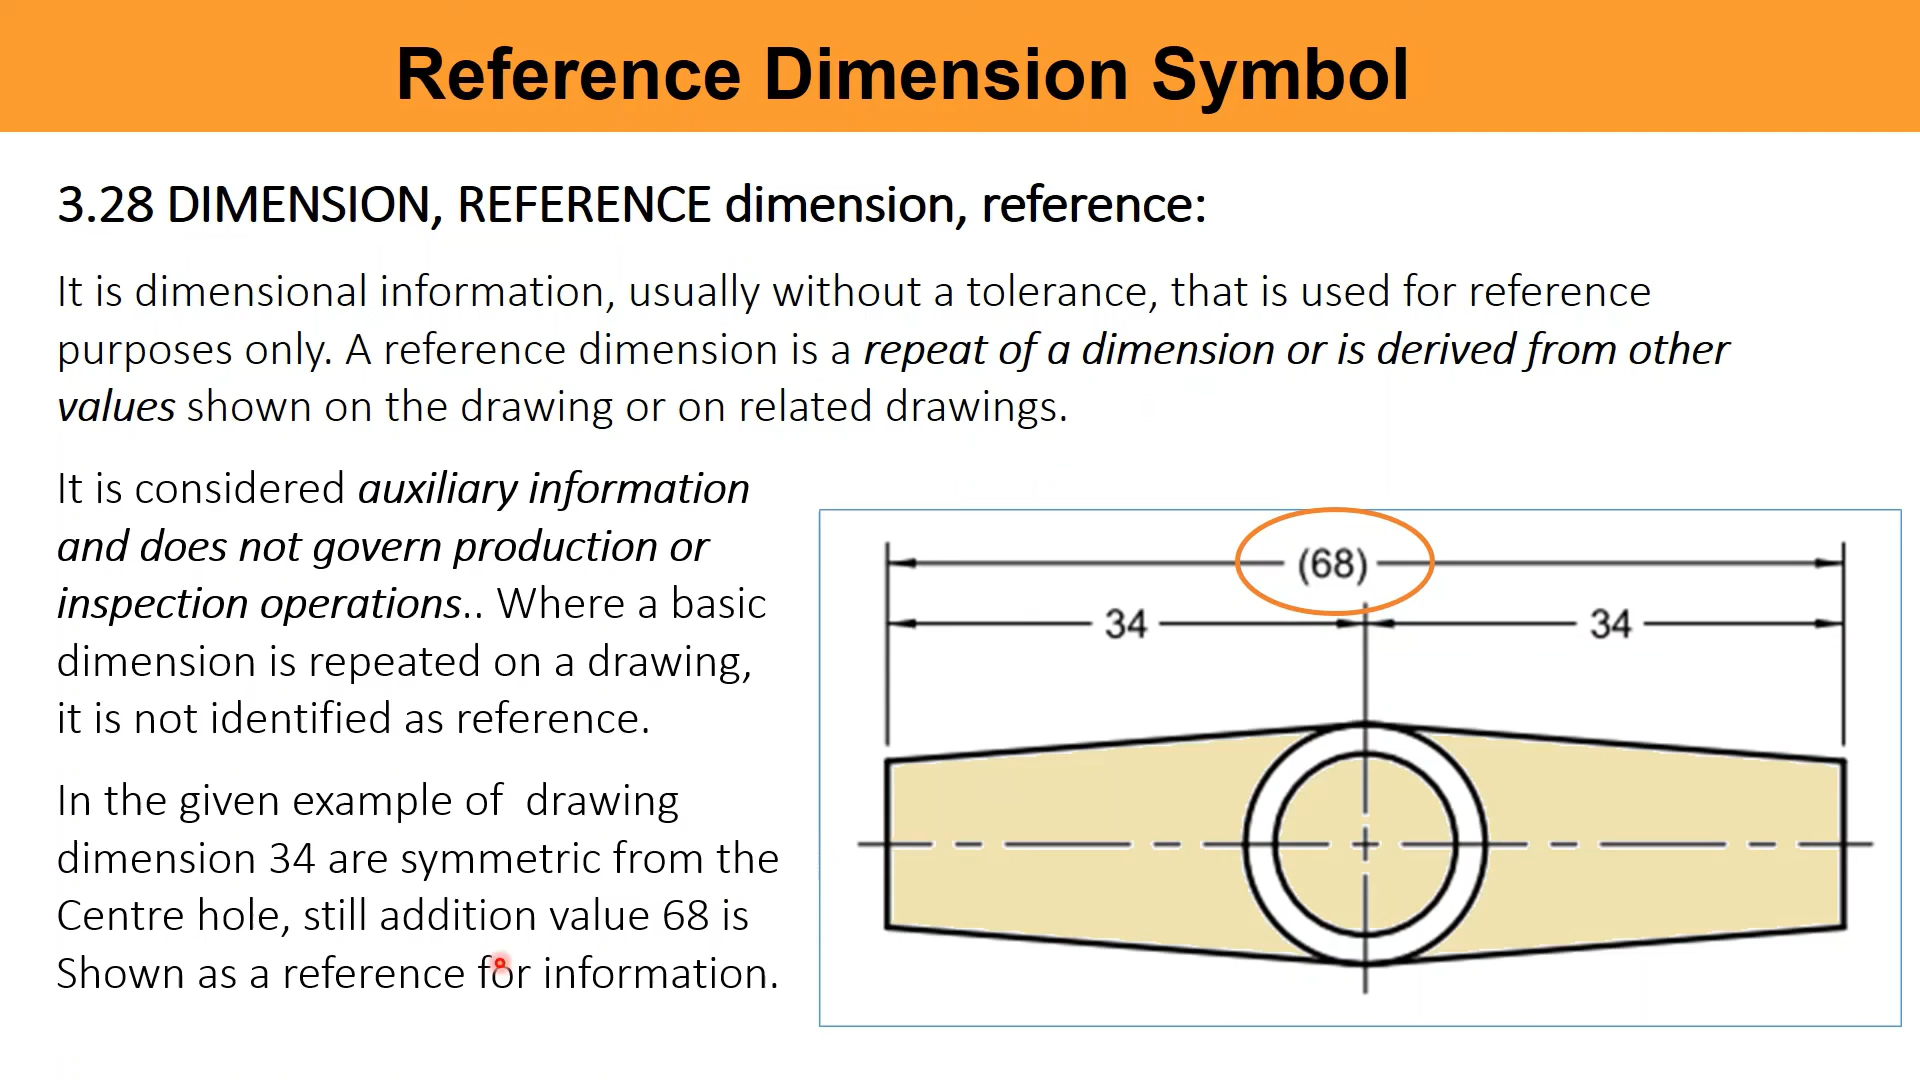 Reference Dimension Symbol
3.28 DIMENSION, REFERENCE dimension, reference:
It is dimensional information, usually without a tolerance, that is used for reference
purposes only. A reference dimension is a repeat of a dimension or is derived from other
values shown on the drawing or on related drawings.
It is considered auxiliary information
and does not govern production or
inspection operations.. Where a basic
dimension is repeated on a drawing,
it is not identified as reference.
In the given example of  drawing
dimension 34 are symmetric from the
Centre hole, still addition value 68 is
Shown as a reference for information.
(68)
34 34